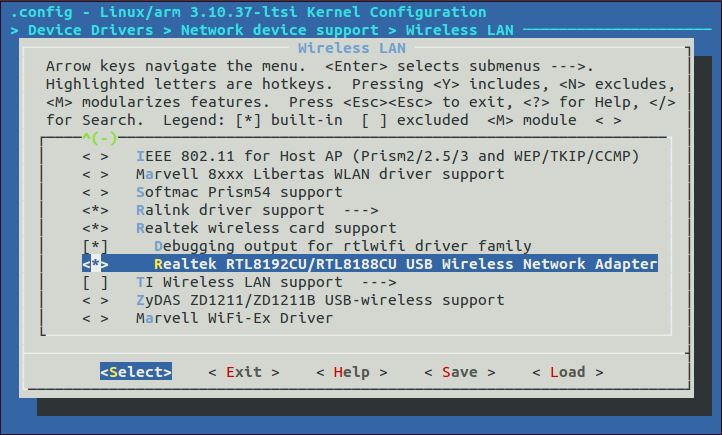 .config - Linux/arm 3.10.37-ltsi Kernel Configuration
> Device Drivers > Network device support > Wireless LAN
Wireless LAN
Arrow keys navigate the menu.  <Enter> selects submenus --->.
Highlighted letters are hotkeys.  Pressing <Y> includes, <N> excludes,
<M> modularizes features.  Press <Esc><Esc> to exit, <?> for Help, </>
for Search.  Legend: [*] built-in  [ ] excluded  <M> module  < >
^(-)
< > IEEE 802.11 for Host AP (Prism2/2.5/3 and WEP/TKIP/CCMP)
< > Marvell 8xxx Libertas WLAN driver support
< > Softmac Prism54 support
<*> Ralink driver support  --->
<*> Realtek wireless card support
[*]   Debugging output for rtlwifi driver family
<*>   Realtek RTL8192CU/RTL8188CU USB Wireless Network Adapter
[ ] TI Wireless LAN support  --->
< > ZyDAS ZD1211/ZD1211B USB-wireless support
< > Marvell WiFi-Ex Driver
<Select>    < Exit >    < Help >    < Save >    < Load >